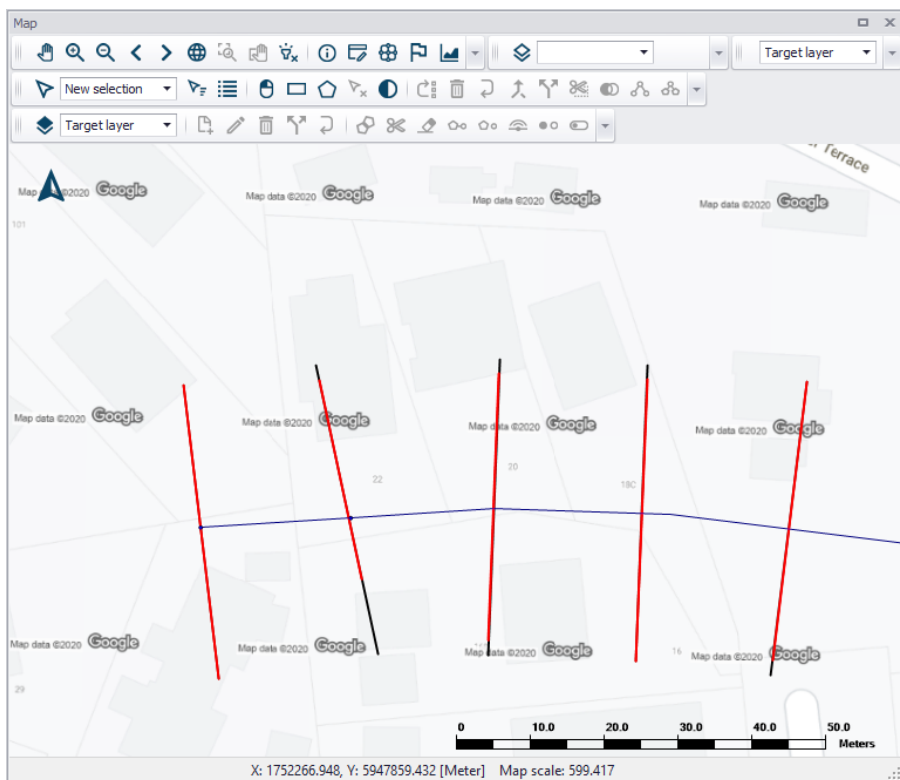 Map
Target layer
New selection
Target layer
er Terrace
Map data ©2020 Google
Map data ©2020 Google
Map data ©2020 Google
Map data ©2020 Google
101
Map data ©2020 Google
Map data ©2020 Google
Map data ©2020 Google
Map data ©2020 Google
22
20
18C
Map data ©2020 Google
Map data ©2020 Google
Map data ©2020 Google
Map data ©2020 Google
16
29
0 10.0 20.0 30.0 40.0 50.0
Meters
X: 1752266.948, Y: 5947859.432 [Meter] Map scale: 599.417